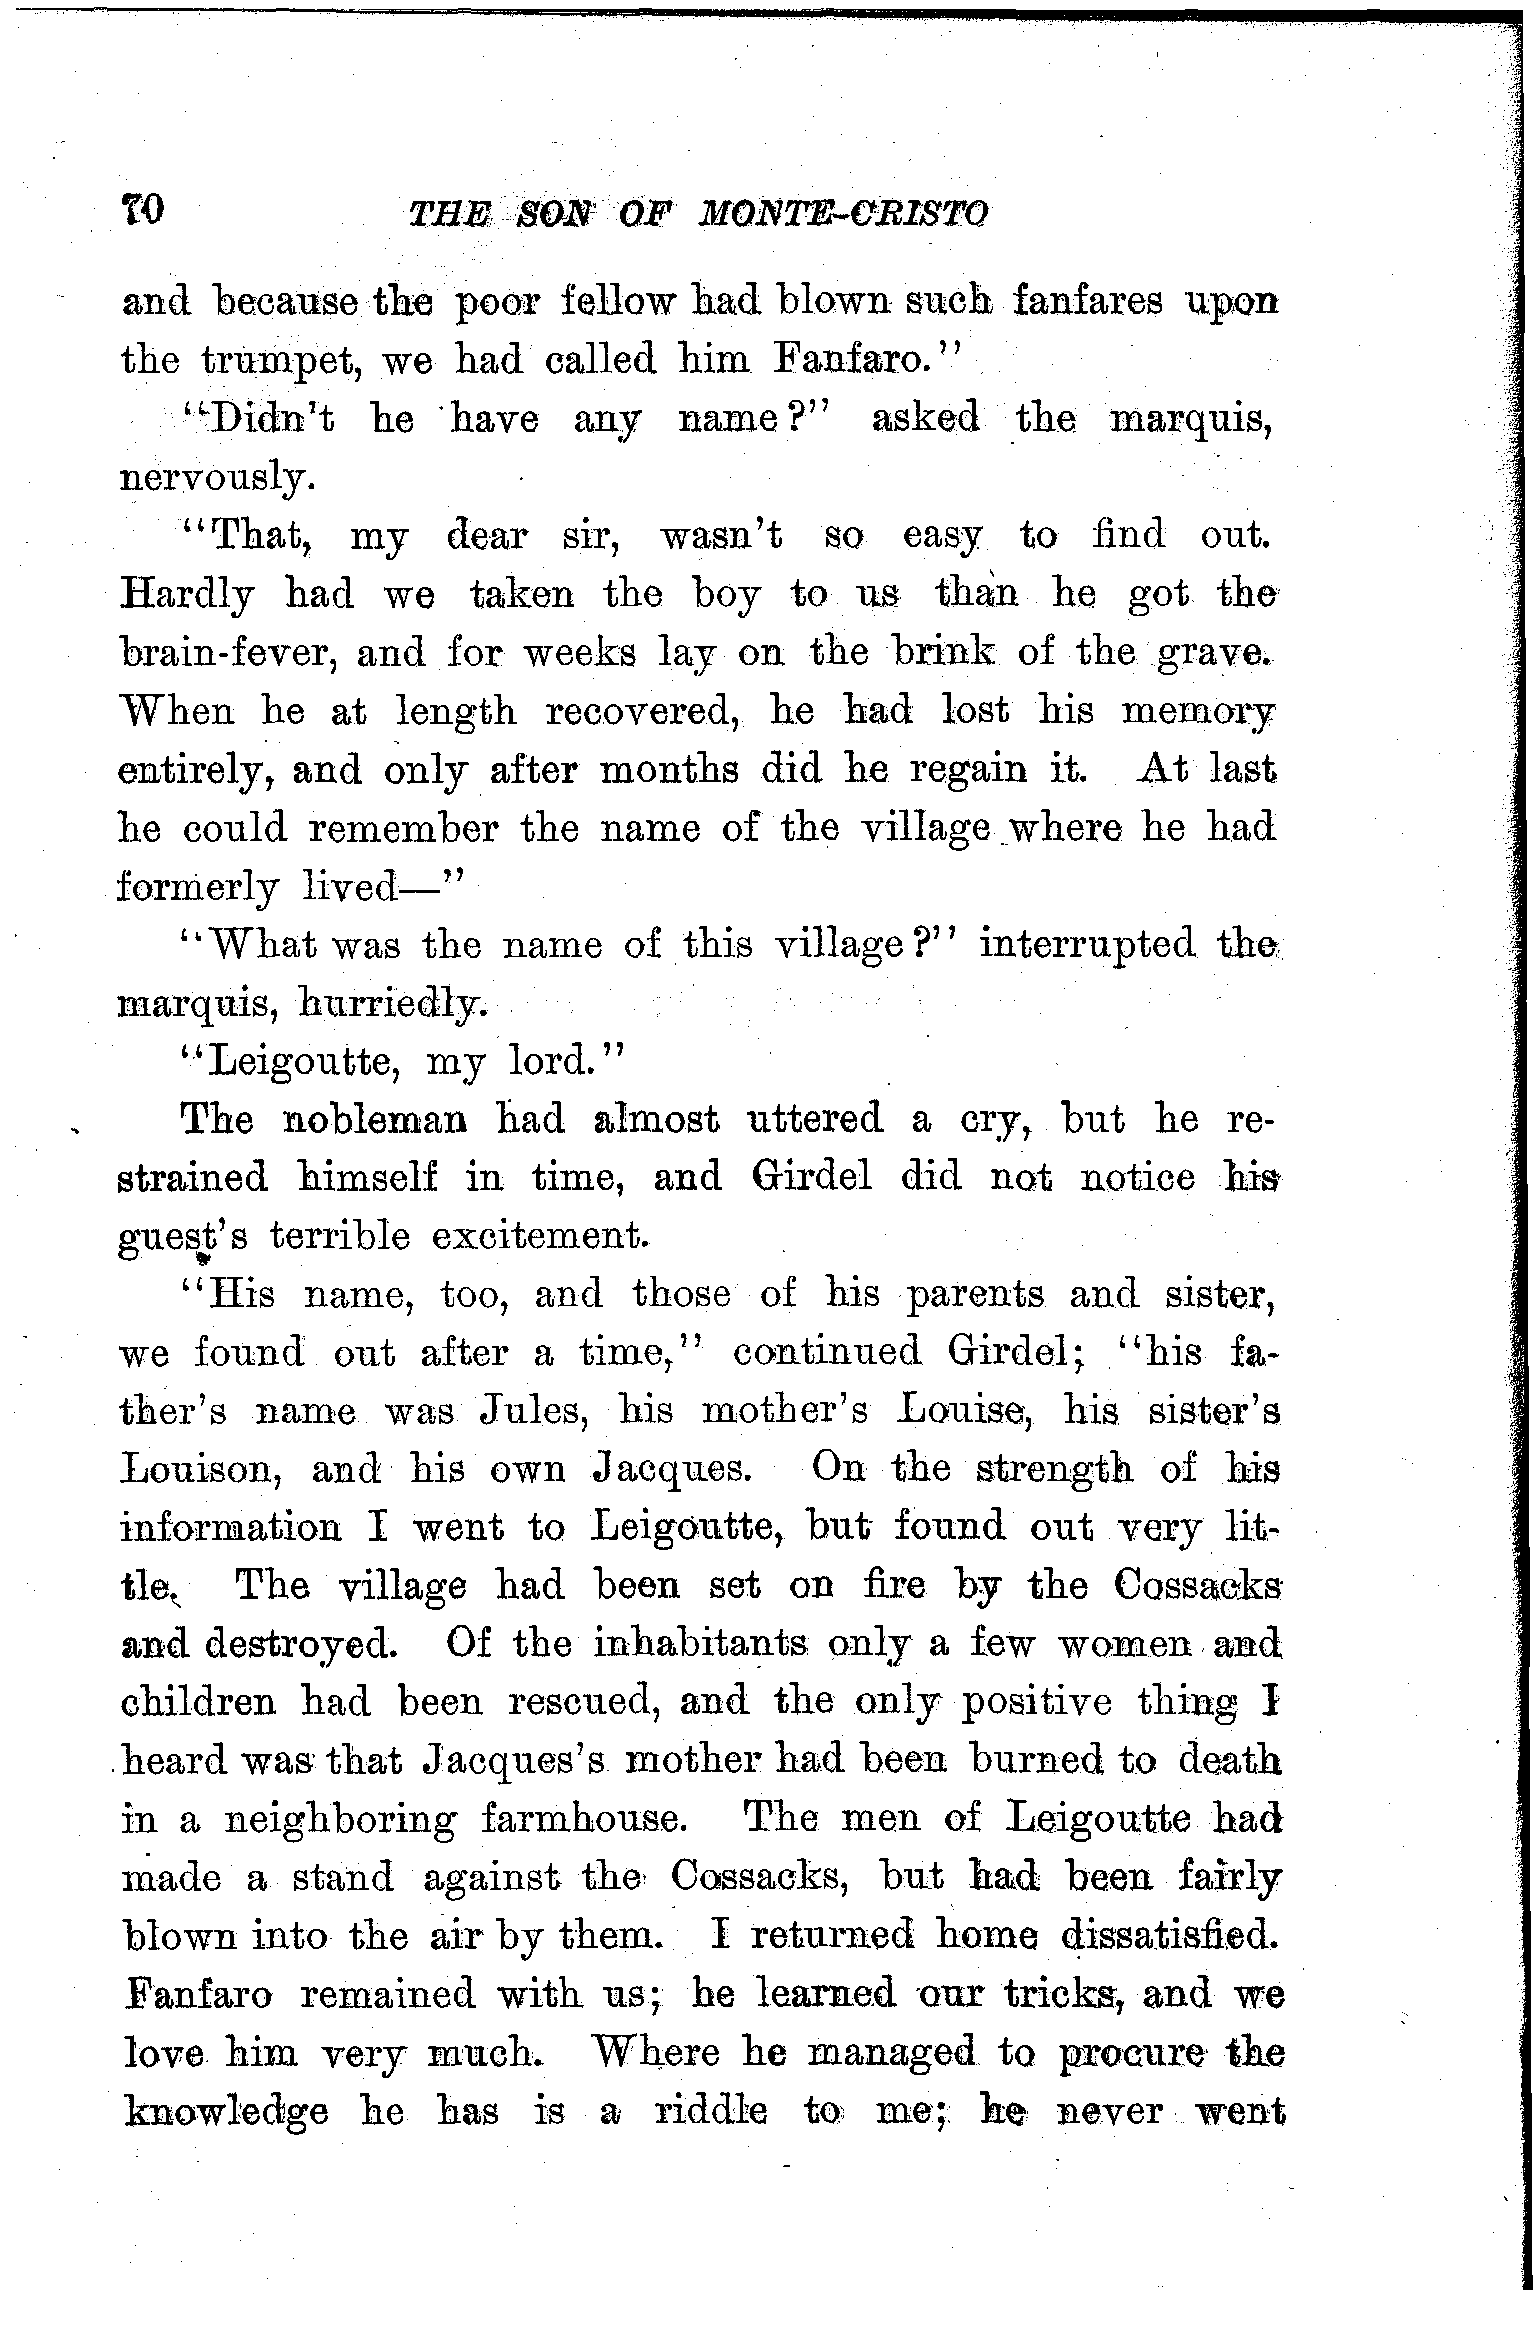 70 THE SON OF MONTE-CRISTO
and because the poor fellow had blown such fanfares upon
the trumpet, we had called him Fanfaro."
"Didn't he have any name?" asked the marquis,
nervously.
"That, my dear sir, wasn't so easy to find out.
Hardly had we taken the boy to us than he got the
brain-fever, and for weeks lay on the brink of the grave.
When he at length recovered, he had lost his memory
entirely, and only after months did he regain it. At last
he could remember the name of the village where he had
formerly lived—"
"What was the name of this village?" interrupted the
marquis, hurriedly.
"Leigoutte, my lord."
The nobleman had almost uttered a cry, but he re-
strained himself in time, and Girdel did not notice his
guest's terrible excitement.
"His name, too, and those of his parents and sister,
we found out after a time," continued Girdel; "his fa-
ther's name was Jules, his mother's Louise, his sister's
Louison, and his own Jacques. On the strength of his
information I went to Leigoutte, but found out very lit-
tle. The village had been set on fire by the Cossacks
and destroyed. Of the inhabitants only a few women and
children had been rescued, and the only positive thing I
heard was that Jacques's mother had been burned to death
in a neighboring farmhouse. The men of Leigoutte had
made a stand against the Cossacks, but had been fairly
blown into the air by them. I returned home dissatisfied.
Fanfaro remained with us; he learned our tricks, and we
love him very much. Where he managed to procure the
knowledge he has is a riddle to me; he never went